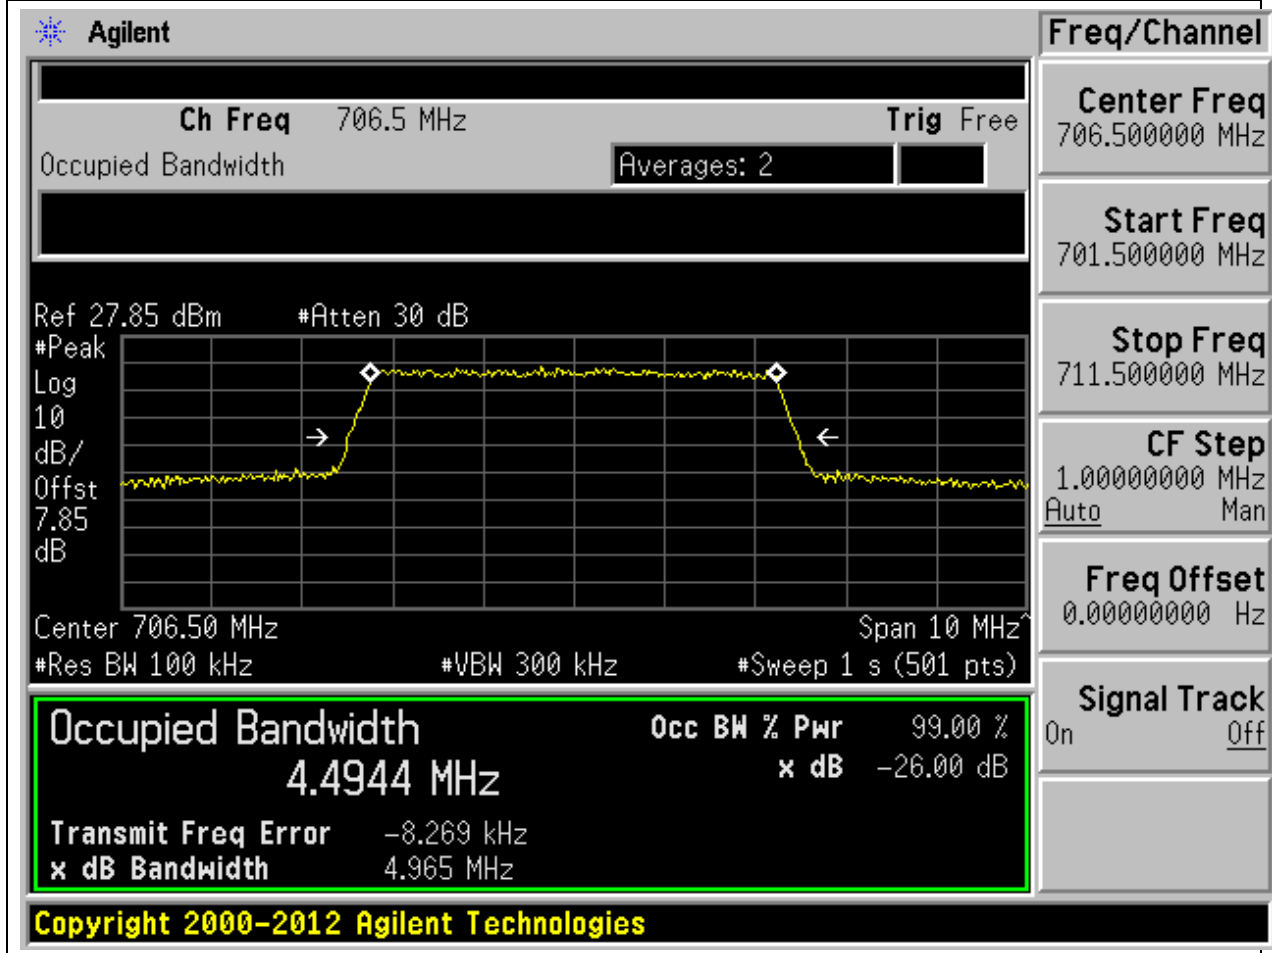 Agilent
Freq/Channel
Ch Freq 706.5 MHz Trig Free
Occupied Bandwidth Averages: 2
Center Freq
706.500000 MHz
Start Freq
701.500000 MHz
Stop Freq
711.500000 MHz
CF Step
1.00000000 MHz
Auto Man
Freq Offset
0.00000000 Hz
Signal Track
On Off
Ref 27.85 dBm #Atten 30 dB
#Peak
Log
10
dB/
Offst
7.85
dB
Center 706.50 MHz Span 10 MHz^
#Res BW 100 kHz #VBW 300 kHz #Sweep 1 s (501 pts)
Occupied Bandwidth Occ BW % Pwr 99.00 %
4.4944 MHz x dB -26.00 dB
Transmit Freq Error -8.269 kHz
x dB Bandwidth 4.965 MHz
Copyright 2000-2012 Agilent Technologies